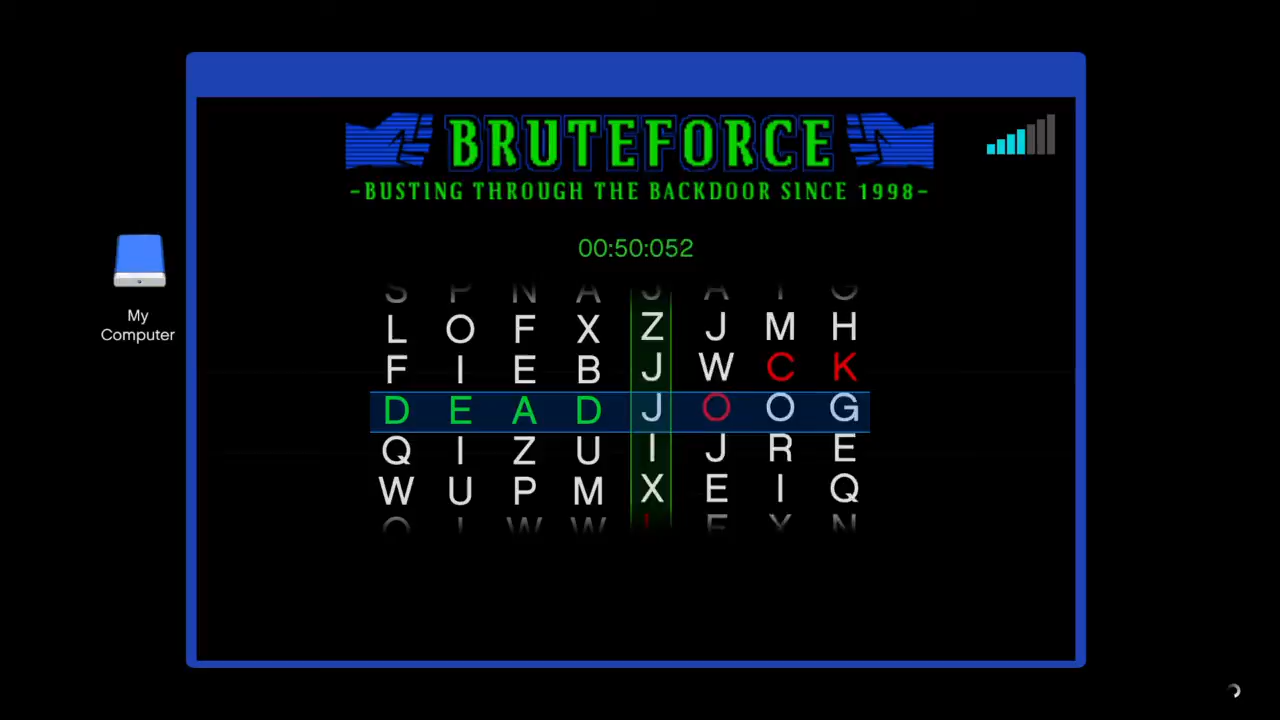 BRUTEFORCE
-BUSTING THROUGH THE BACKDOOR SINCE 1998-
00:50:052
S P N A J A I G
L O F X Z J M H
F I E B J W C K
D E A D J O O G
Q I Z U I J R E
W U P M X E I Q
My
Computer